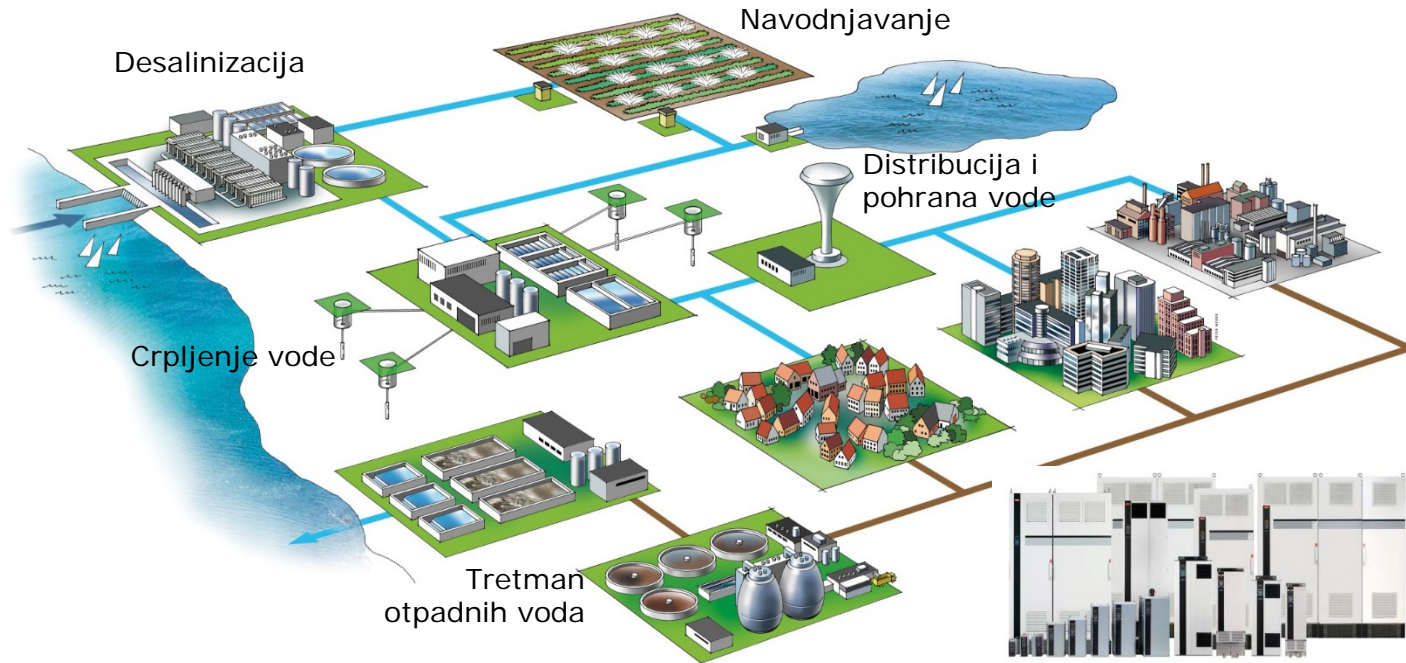 Navodnjavanje
Desalinizacija
Distribucija i
pohrana vode
Crpljenje vode
Tretman
otpadnih voda